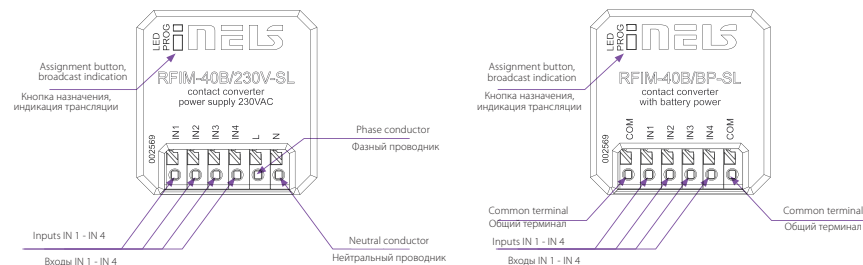 LED
PROG
iNELS
Assignment button,
broadcast indication
Кнопка назначения,
индикация трансляции
RFIM-40B/230V-SL
contact converter
power supply 230VAC
002569
IN1
IN2
IN3
IN4
L
N
Phase conductor
Фазный проводник
Inputs IN 1 - IN 4
Входы IN 1 - IN 4
Neutral conductor
Нейтральный проводник
LED
PROG
iNELS
Assignment button,
broadcast indication
Кнопка назначения,
индикация трансляции
RFIM-40B/BP-SL
contact converter
with battery power
002569
COM
IN1
IN2
IN3
IN4
COM
Common terminal
Общий терминал
Inputs IN 1 - IN 4
Входы IN 1 - IN 4
Common terminal
Общий терминал